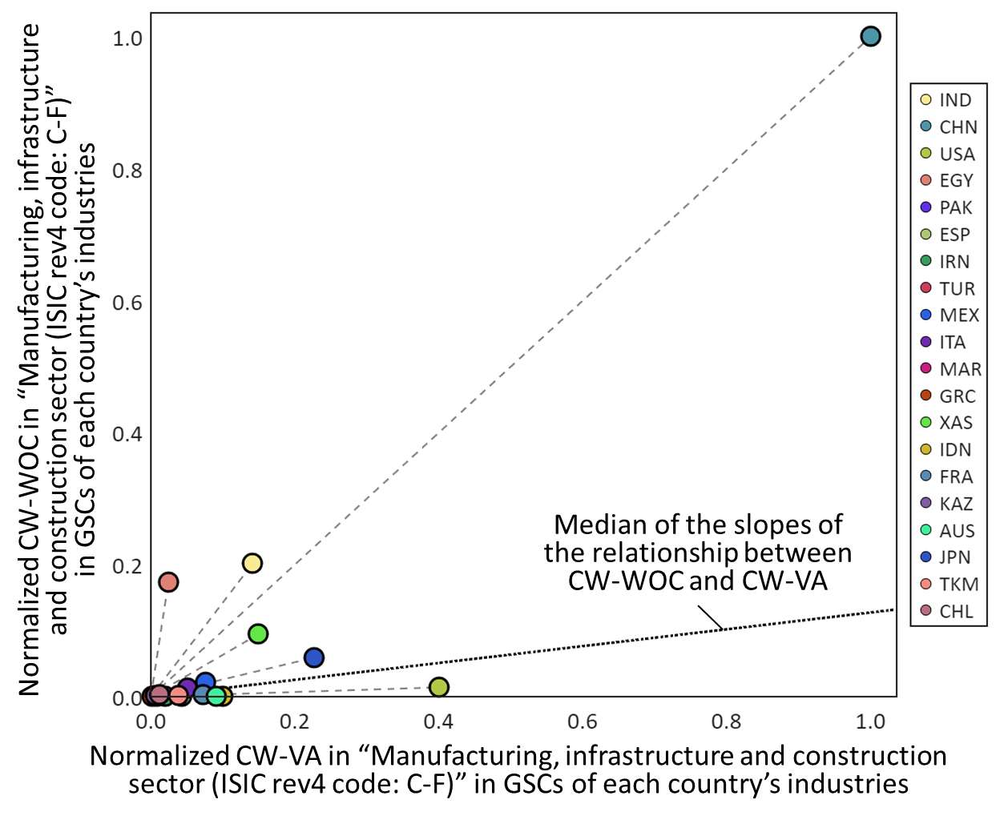 Normalized CW-WOC in “Manufacturing, infrastructure
and construction sector (ISIC rev4 code: C-F)”
in GSCs of each country’s industries
1.0
0.8
0.6
0.4
0.2
0.0
Median of the slopes of
the relationship between
CW-WOC and CW-VA
IND
CHN
USA
EGY
PAK
ESP
IRN
TUR
MEX
ITA
MAR
GRC
XAS
IDN
FRA
KAZ
AUS
JPN
TKM
CHL
0.0 0.2 0.4 0.6 0.8 1.0
Normalized CW-VA in “Manufacturing, infrastructure and construction
sector (ISIC rev4 code: C-F)” in GSCs of each country’s industries